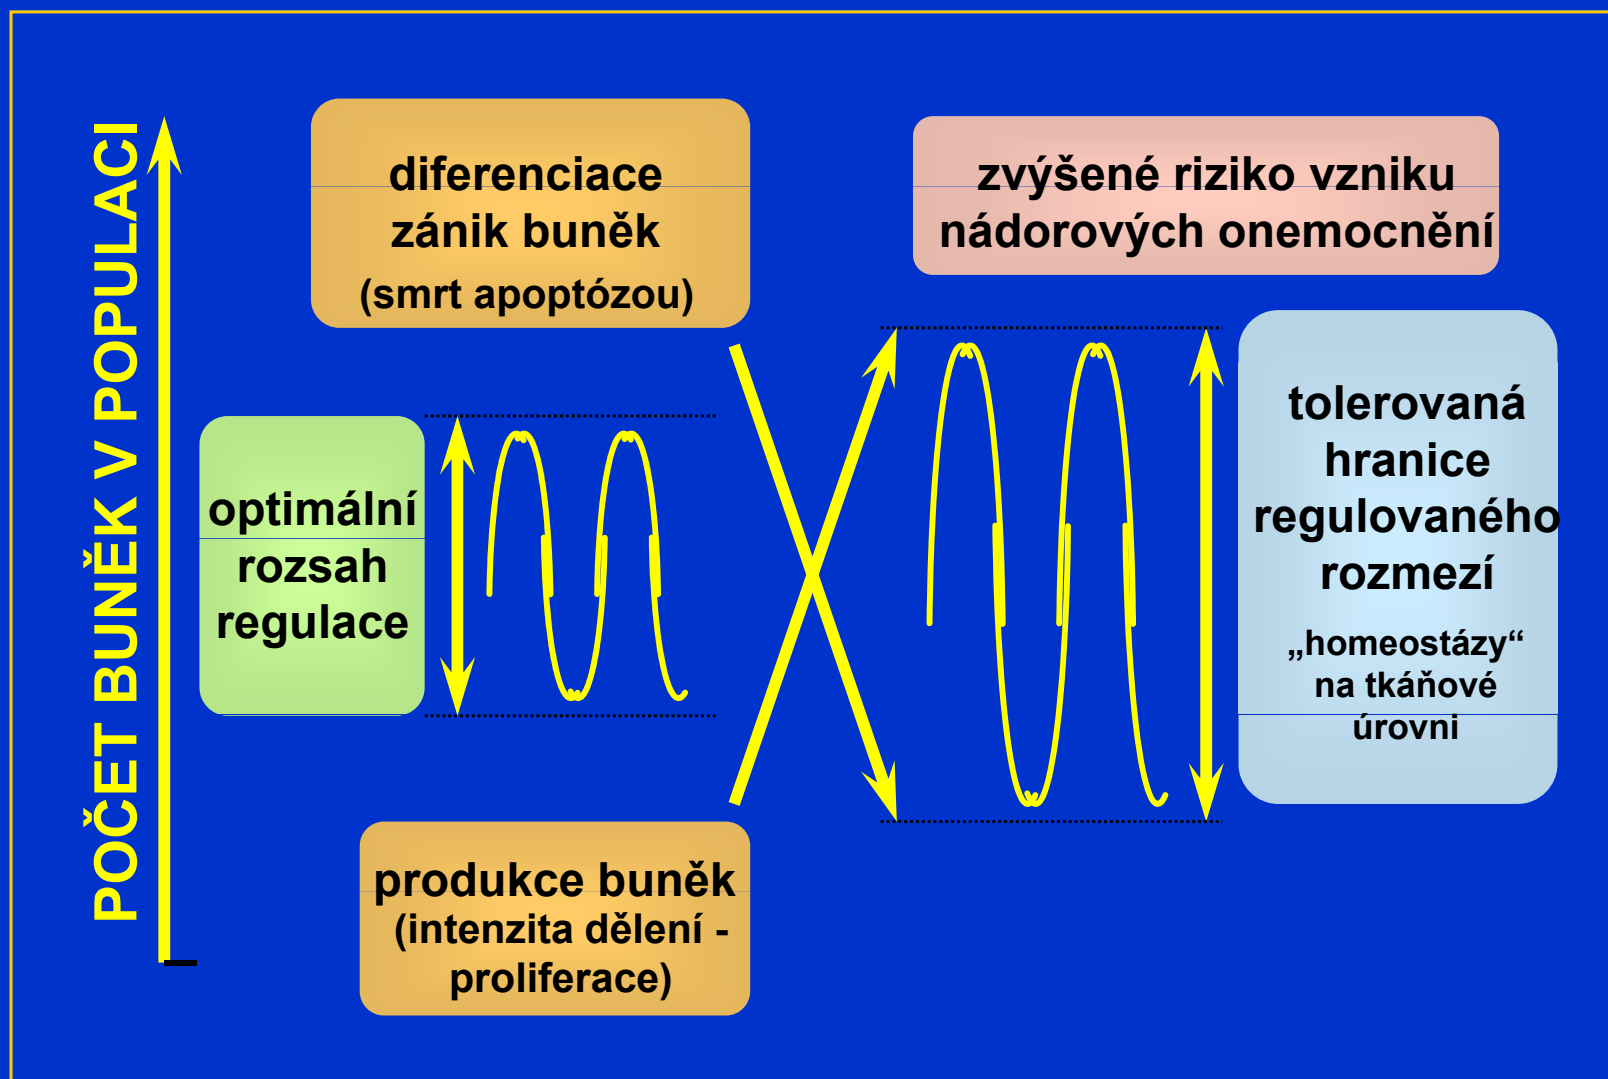 POČET BUNĚK V POPULACI
diferenciace
zánik buněk
(smrt apoptózou)
zvýšené riziko vzniku
nádorových onemocnění
optimální
rozsah
regulace
tolerovaná
hranice
regulovaného
rozmezí
„homeostázy“
na tkáňové
úrovni
produkce buněk
(intenzita dělení -
proliferace)